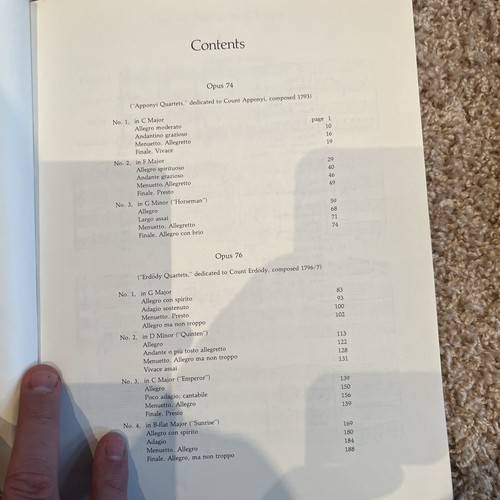 Contents
Opus 74
("Apponyi Quartets," dedicated to Count Apponyi, composed 1793)
No. 1, in C Major page 1
Allegro moderato 10
Andantino grazioso 16
Menuetto. Allegretto 19
Finale. Vivace
No. 2, in F Major 29
Allegro spirituoso 40
Andante grazioso 46
Menuetto. Allegretto 49
Finale. Presto
No. 3, in G Minor ("Horseman") 59
Allegro 68
Largo assai 71
Menuetto. Allegretto 74
Finale. Allegro con brio
Opus 76
("Erdödy Quartets," dedicated to Count Erdödy, composed 1796/7)
No. 1, in G Major 83
Allegro con spirito 93
Adagio sostenuto 100
Menuetto. Presto 102
Allegro ma non troppo
No. 2, in D Minor ("Quinten") 113
Allegro 122
Andante o più tosto allegretto 128
Menuetto. Allegro ma non troppo 131
Vivace assai
No. 3, in C Major ("Emperor") 139
Allegro 150
Poco adagio; cantabile 156
Menuetto. Allegro 159
Finale. Presto
No. 4, in B-flat Major ("Sunrise") 169
Allegro con spirito 180
Adagio 184
Menuetto. Allegro 188
Finale. Allegro, ma non troppo